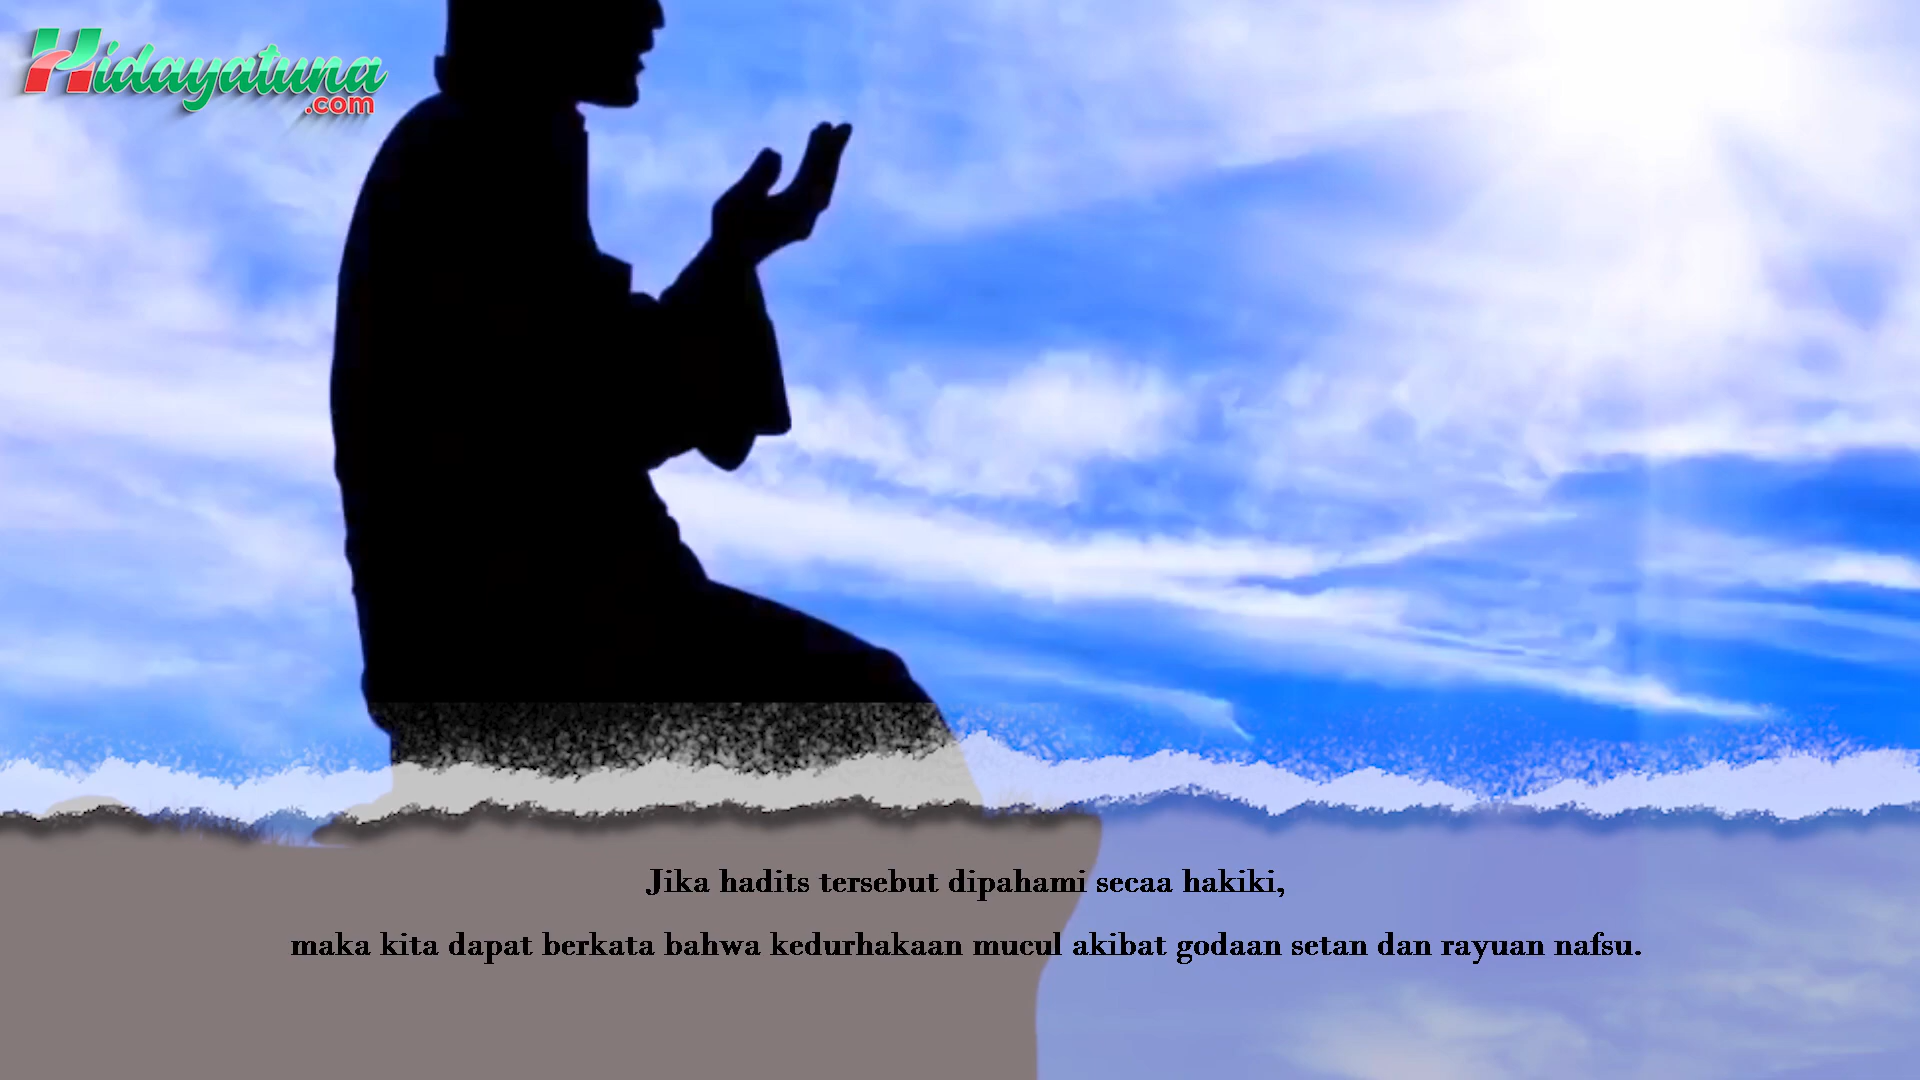 Hidayatuna
.com
Jika hadits tersebut dipahami secaa hakiki,
maka kita dapat berkata bahwa kedurhakaan mucul akibat godaan setan dan rayuan nafsu.